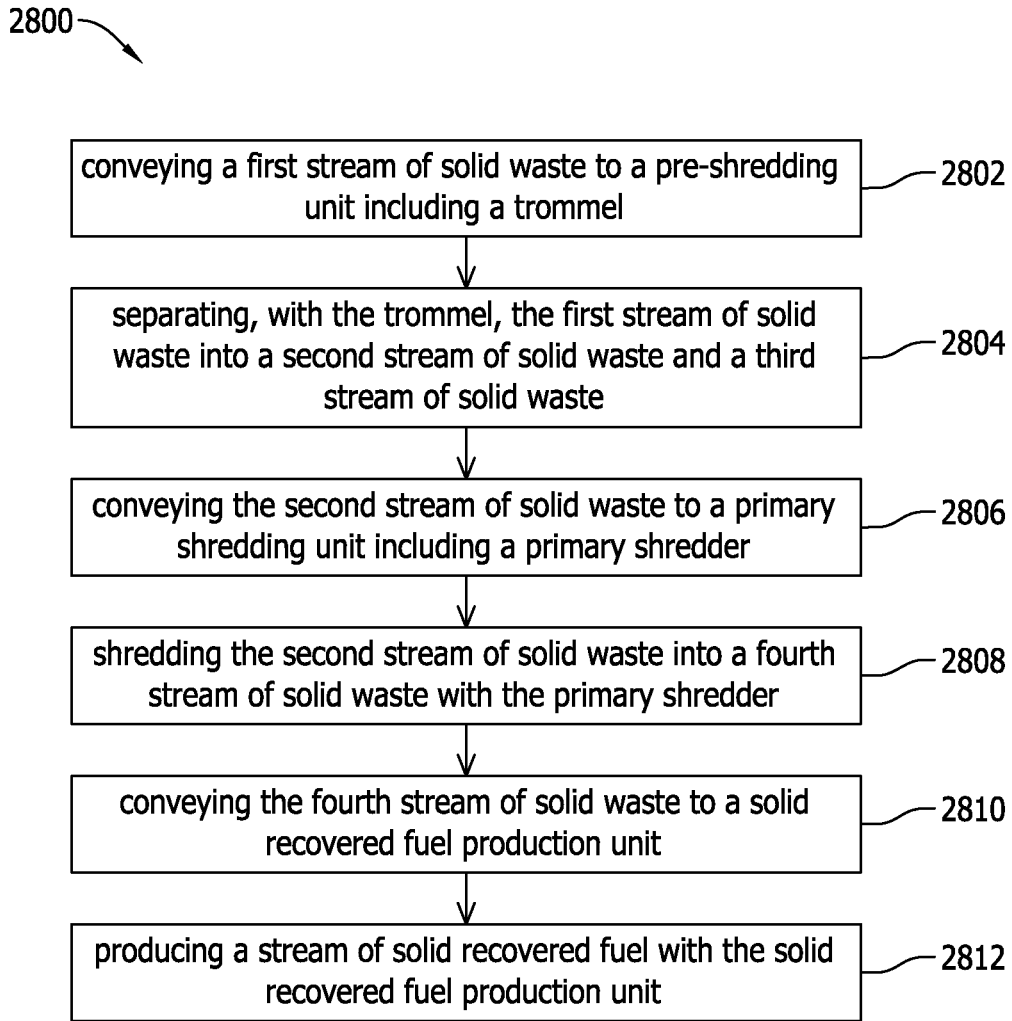 2800
conveying a first stream of solid waste to a pre-shredding
unit including a trommel
2802
separating, with the trommel, the first stream of solid
waste into a second stream of solid waste and a third
stream of solid waste
2804
conveying the second stream of solid waste to a primary
shredding unit including a primary shredder
2806
shredding the second stream of solid waste into a fourth
stream of solid waste with the primary shredder
2808
conveying the fourth stream of solid waste to a solid
recovered fuel production unit
2810
producing a stream of solid recovered fuel with the solid
recovered fuel production unit
2812